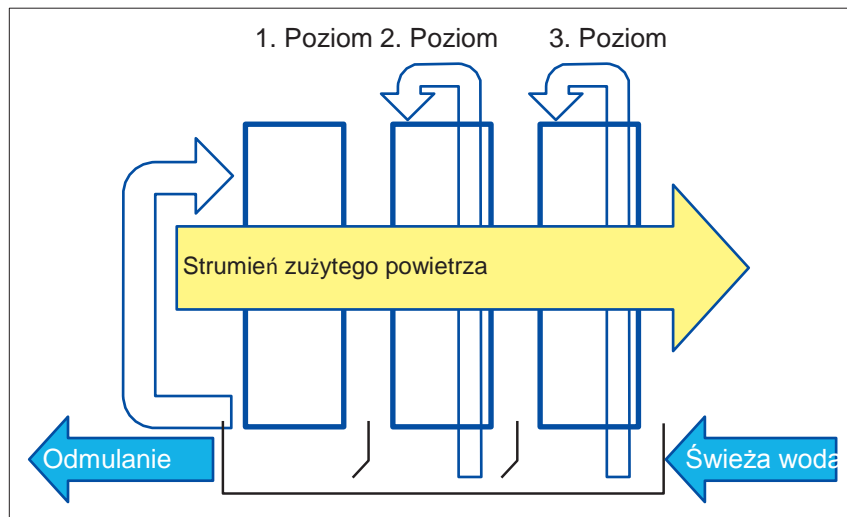 1. Poziom 2. Poziom 3. Poziom
Strumień zużytego powietrza
Odmulanie
Świeża woda